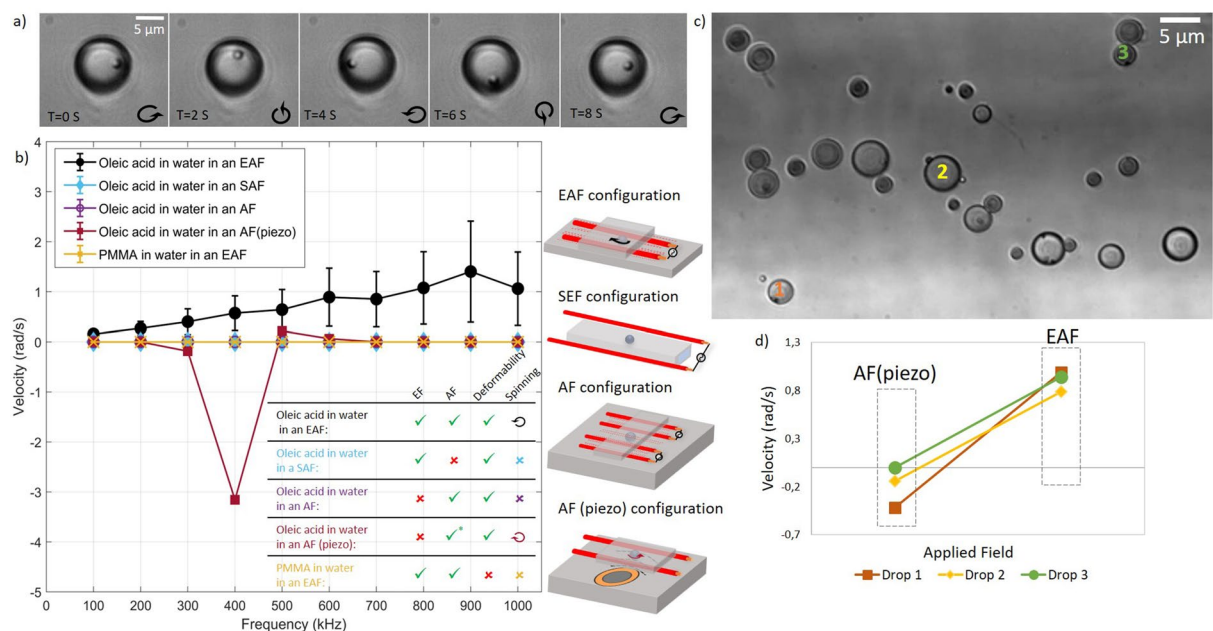 a)
5 µm
T=0 S
T=2 S
T=4 S
T=6 S
T=8 S
b)
4
3
2
1
0
-1
-2
-3
-4
-5
Velocity (rad/s)
Oleic acid in water in an EAF
Oleic acid in water in an SAF
Oleic acid in water in an AF
Oleic acid in water in an AF(piezo)
PMMA in water in an EAF
EF
AF
Deformability
Spinning
Oleic acid in water
in an EAF:
Oleic acid in water
in a SAF:
Oleic acid in water
in an AF:
Oleic acid in water
in an AF (piezo):
*
PMMA in water
in an EAF:
100 200 300 400 500 600 700 800 900 1000
Frequency (kHz)
EAF configuration
SEF configuration
AF configuration
AF (piezo) configuration
c)
5 µm
3
2
1
d)
EAF
AF(piezo)
1,3
0,8
0,3
-0,2
-0,7
Velocity (rad/s)
Applied Field
Drop 1 Drop 2 Drop 3